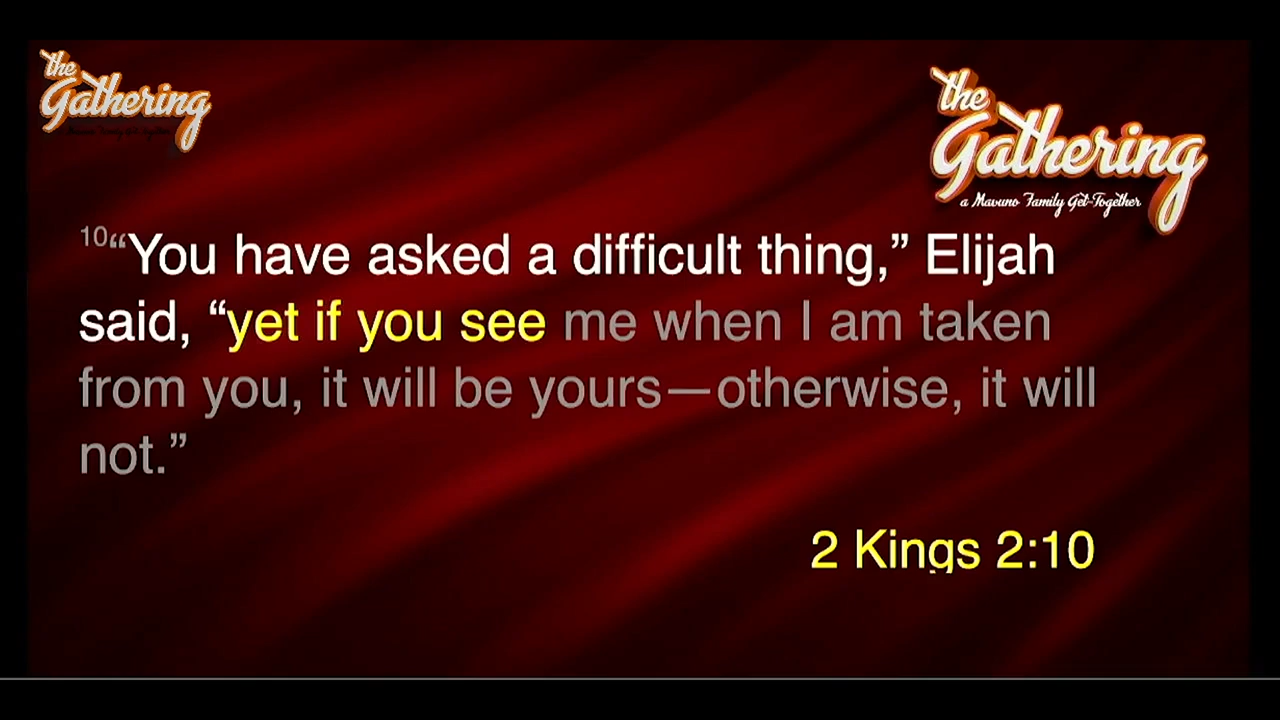 the
Gathering
the
Gathering
a Mavuno Family Get-Together
10“You have asked a difficult thing,” Elijah
said, “yet if you see me when I am taken
from you, it will be yours—otherwise, it will
not.”
2 Kings 2:10